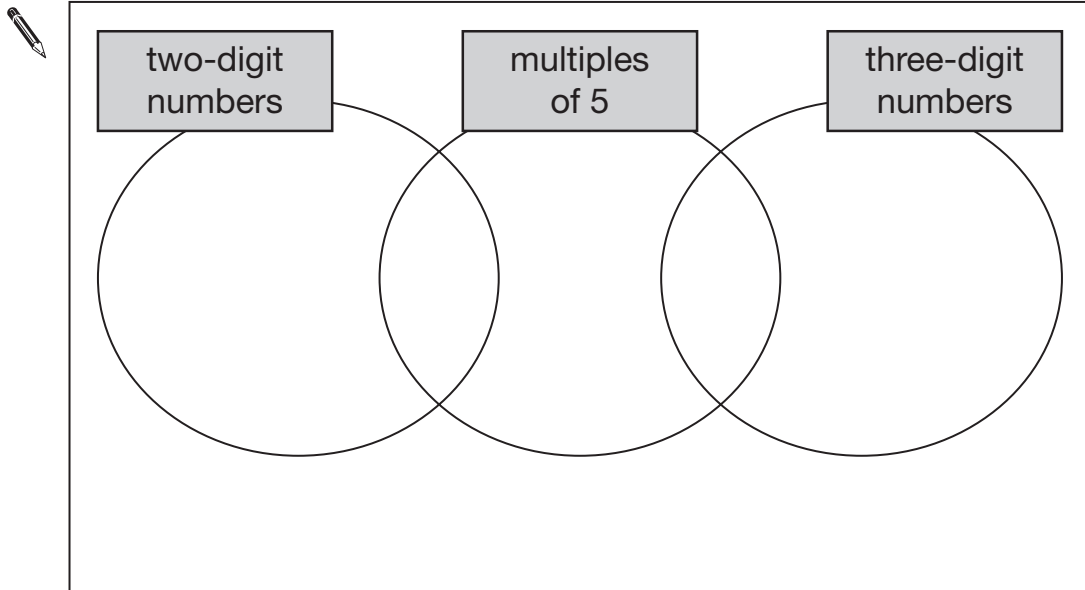 two-digit
numbers
multiples
of 5
three-digit
numbers